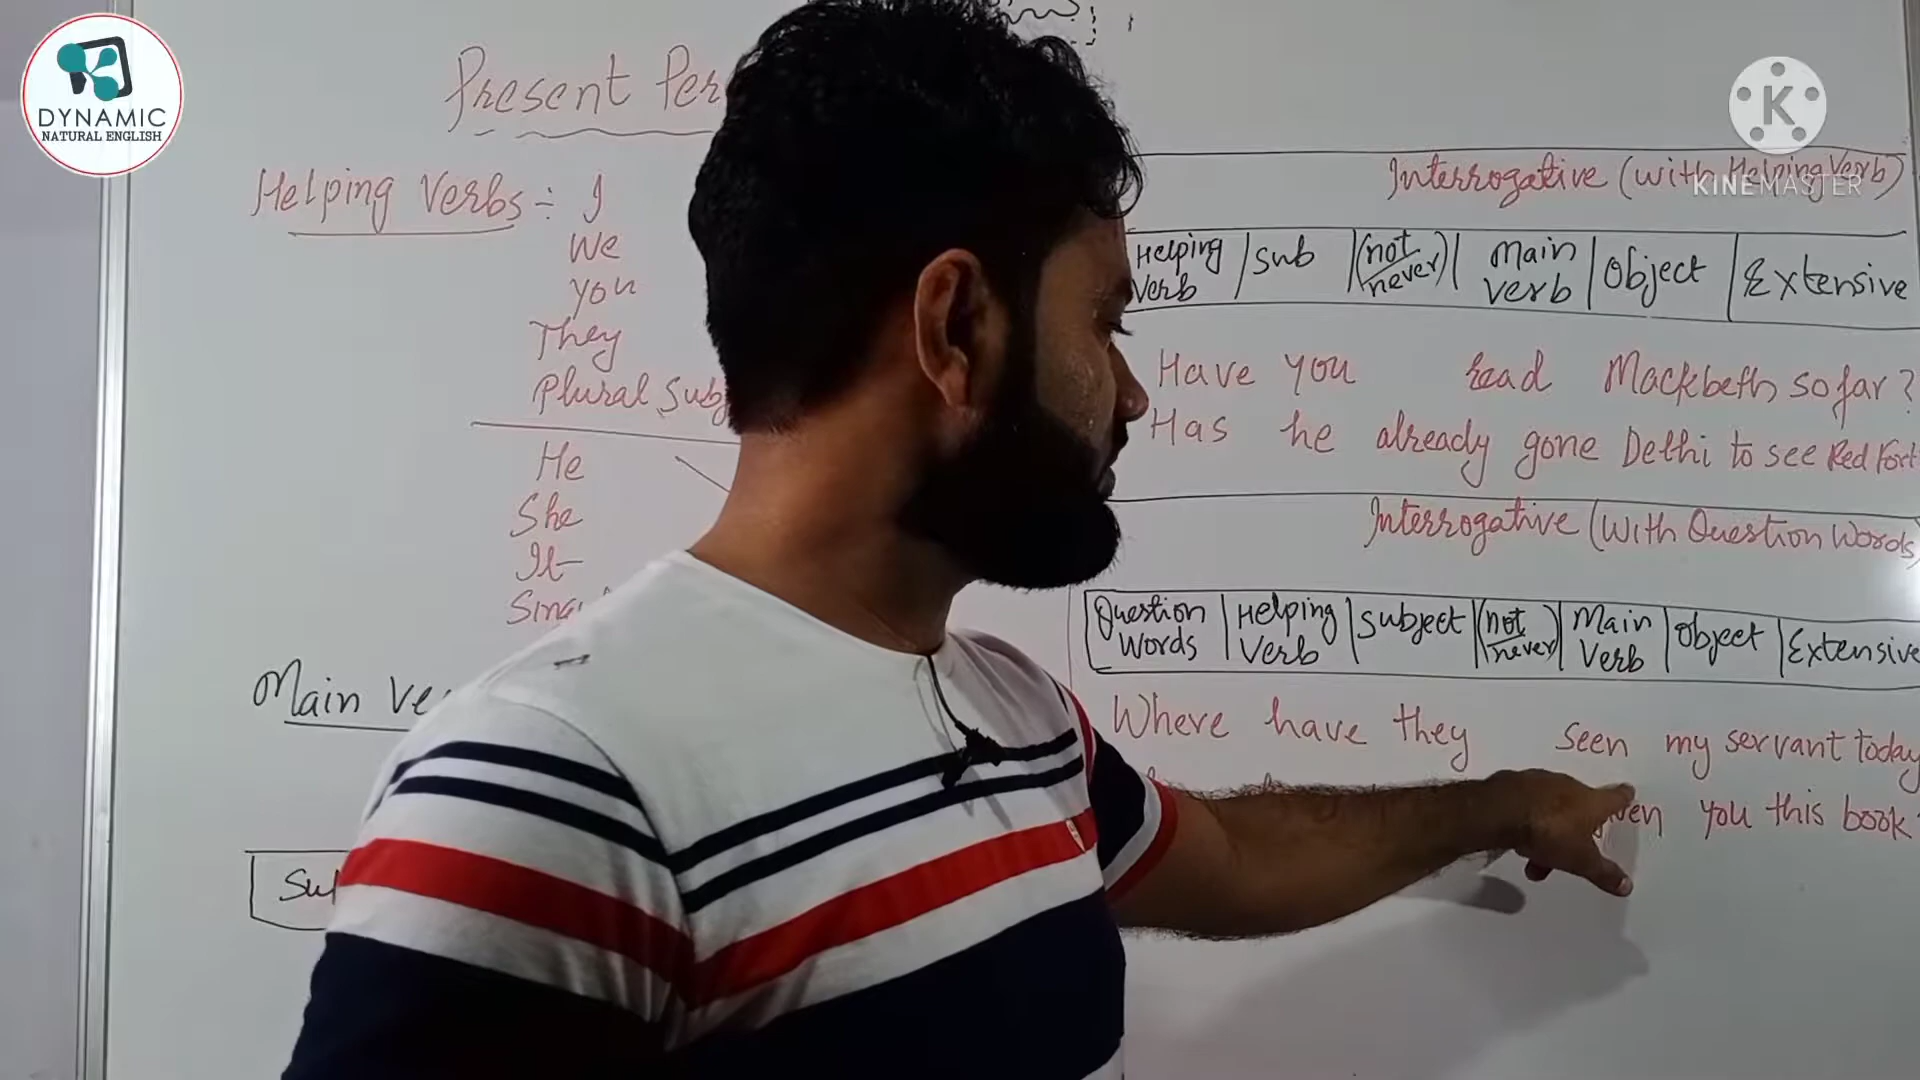 DYNAMIC
NATURAL ENGLISH
KINEMASTER
Present
Helping Verbs :- I
We
you
They
Plural
He
She
It
Main
Interrogative (with Helping Verb)
Helping Verb | Sub | (not/never) | Main verb | Object | Extensive
Have you read Mackbeth so far?
Has he already gone Delhi to see Red Fort
Interrogative (With Question Words)
Question Words | Helping Verb | Subject | (not/never) | Main Verb | Object | Extensive
Where have they seen my servant today
you this book